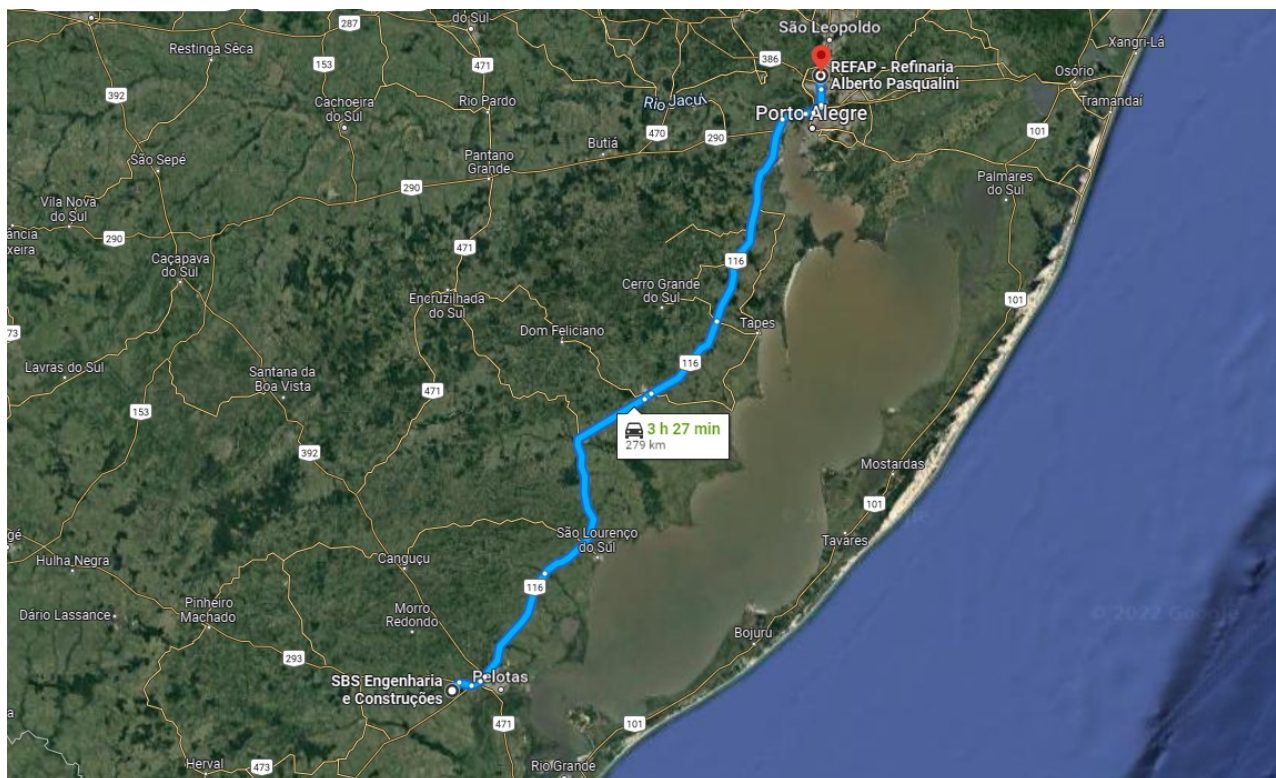 do Sul
287
São Leopoldo
Restinga Sêca
153
471
386
Xangri-Lá
REFAP - Refinaria
Alberto Pasqualini
Osório
392
Cachoeira
do Sul
Rio Pardo
Rio Jacuí
Tramandaí
Porto Alegre
470
290
101
Butiá
São Sepé
Pantano
Grande
290
Palmares
do Sul
Vila Nova
do Sul
290
ância
xeira
Caçapava
do Sul
471
116
Cerro Grande
do Sul
Encruzilhada
do Sul
101
73
Dom Feliciano
Tapes
116
Lavras do Sul
Santana da
Boa Vista
471
153
3 h 27 min
279 km
392
Mostardas
101
São Lourenço
do Sul
Tavares
gé
Hulha Negra
Canguçu
116
Dário Lassance
Pinheiro
Machado
Morro
Redondo
© 2022 Google
Bojuru
293
SBS Engenharia
e Construções
Pelotas
471
101
Herval
473
Rio Grande